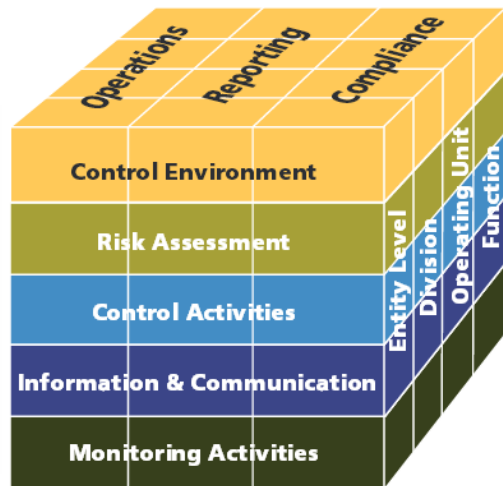 Operations
Reporting
Compliance
Control Environment
Risk Assessment
Control Activities
Information & Communication
Monitoring Activities
Entity Level
Division
Operating Unit
Function